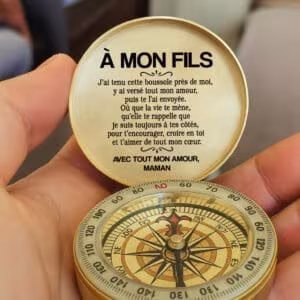 À MON FILS
J'ai tenu cette boussole près de moi,
y ai versé tout mon amour,
puis te l'ai envoyée.
Où que la vie te mène,
qu'elle te rappelle que
je suis toujours à tes côtés,
pour t'encourager, croire en toi
et t'aimer de tout mon cœur.
AVEC TOUT MON AMOUR,
MAMAN